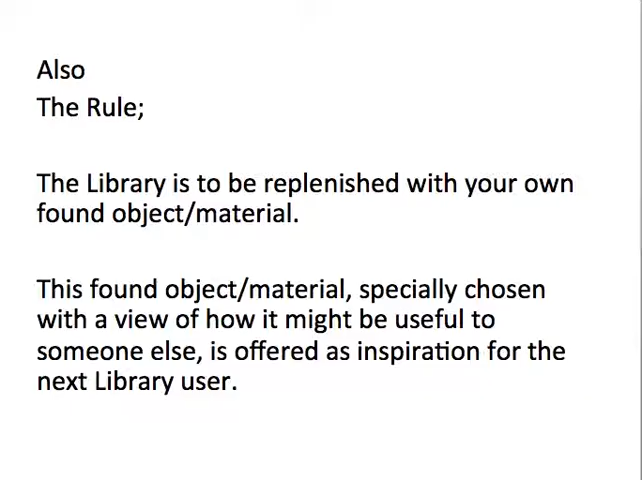 Also
The Rule;
The Library is to be replenished with your own
found object/material.
This found object/material, specially chosen
with a view of how it might be useful to
someone else, is offered as inspiration for the
next Library user.